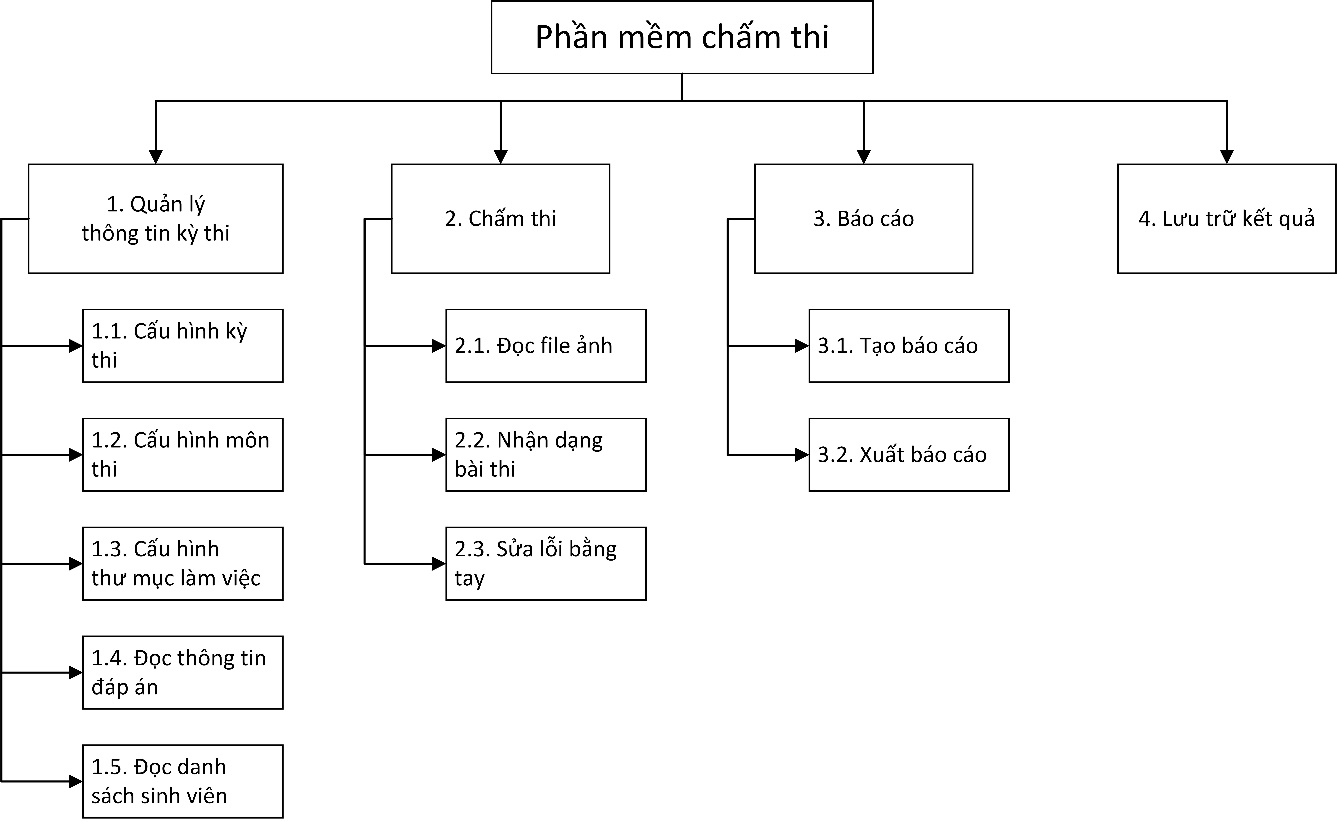 Phần mềm chấm thi
1. Quản lý
thông tin kỳ thi
2. Chấm thi
3. Báo cáo
4. Lưu trữ kết quả
1.1. Cấu hình kỳ
thi
1.2. Cấu hình môn
thi
1.3. Cấu hình
thư mục làm việc
1.4. Đọc thông tin
đáp án
1.5. Đọc danh
sách sinh viên
2.1. Đọc file ảnh
2.2. Nhận dạng
bài thi
2.3. Sửa lỗi bằng
tay
3.1. Tạo báo cáo
3.2. Xuất báo cáo